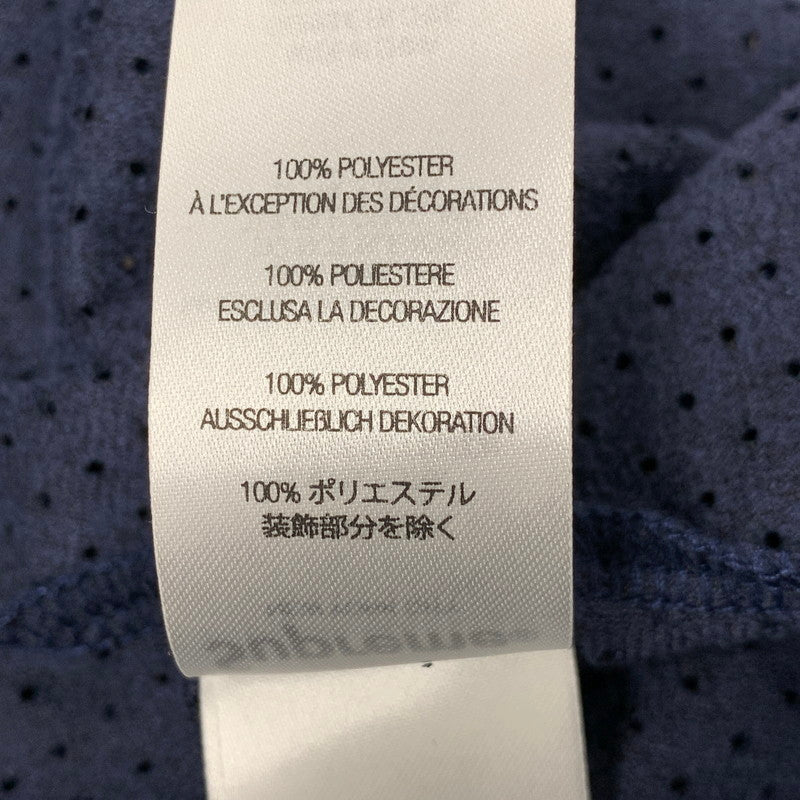 100% POLYESTER
À L'EXCEPTION DES DÉCORATIONS
100% POLIESTERE
ESCLUSA LA DECORAZIONE
100% POLYESTER
AUSSCHLIEßLICH DEKORATION
100% ポリエステル
装飾部分を除く